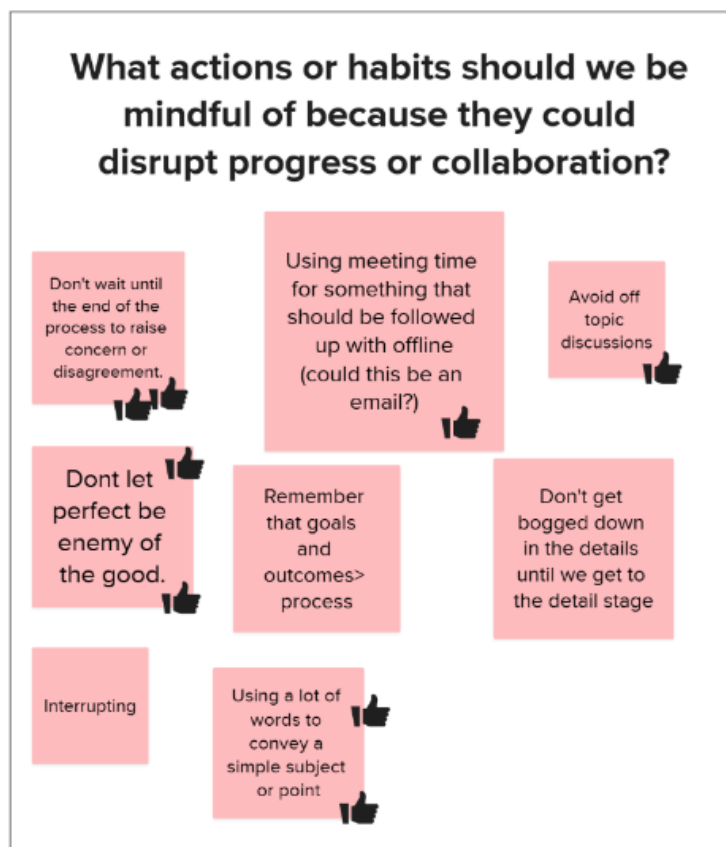 What actions or habits should we be
mindful of because they could
disrupt progress or collaboration?
Don't wait until
the end of the
process to raise
concern or
disagreement.
Using meeting time
for something that
should be followed
up with offline
(could this be an
email?)
Avoid off
topic
discussions
Dont let
perfect be
enemy of
the good.
Remember
that goals
and
outcomes>
process
Don't get
bogged down
in the details
until we get to
the detail stage
Interrupting
Using a lot of
words to
convey a
simple subject
or point